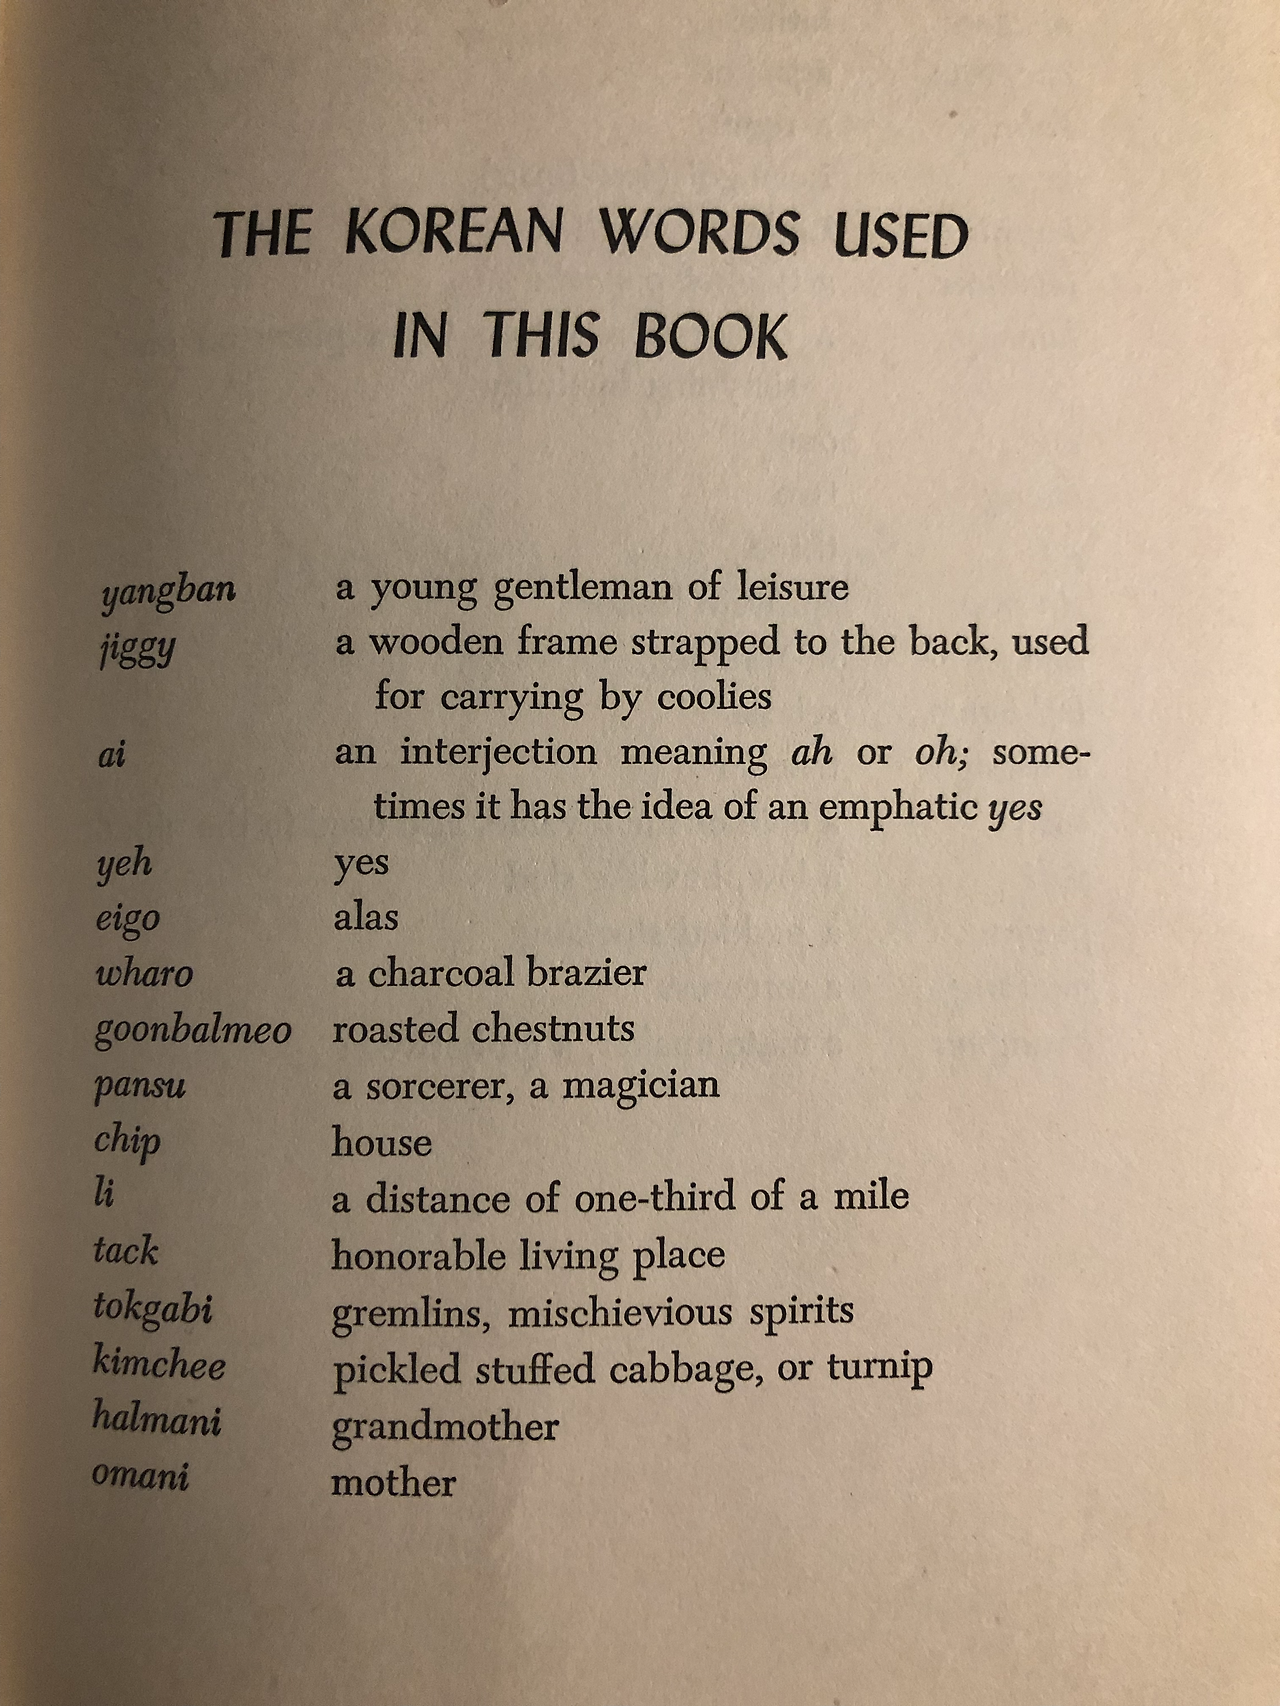 THE KOREAN WORDS USED
IN THIS BOOK
yangban a young gentleman of leisure
jiggy a wooden frame strapped to the back, used
for carrying by coolies
ai an interjection meaning ah or oh; some-
times it has the idea of an emphatic yes
yeh yes
eigo alas
wharo a charcoal brazier
goonbalmeo roasted chestnuts
pansu a sorcerer, a magician
chip house
li a distance of one-third of a mile
tack honorable living place
tokgabi gremlins, mischievious spirits
kimchee pickled stuffed cabbage, or turnip
halmani grandmother
omani mother